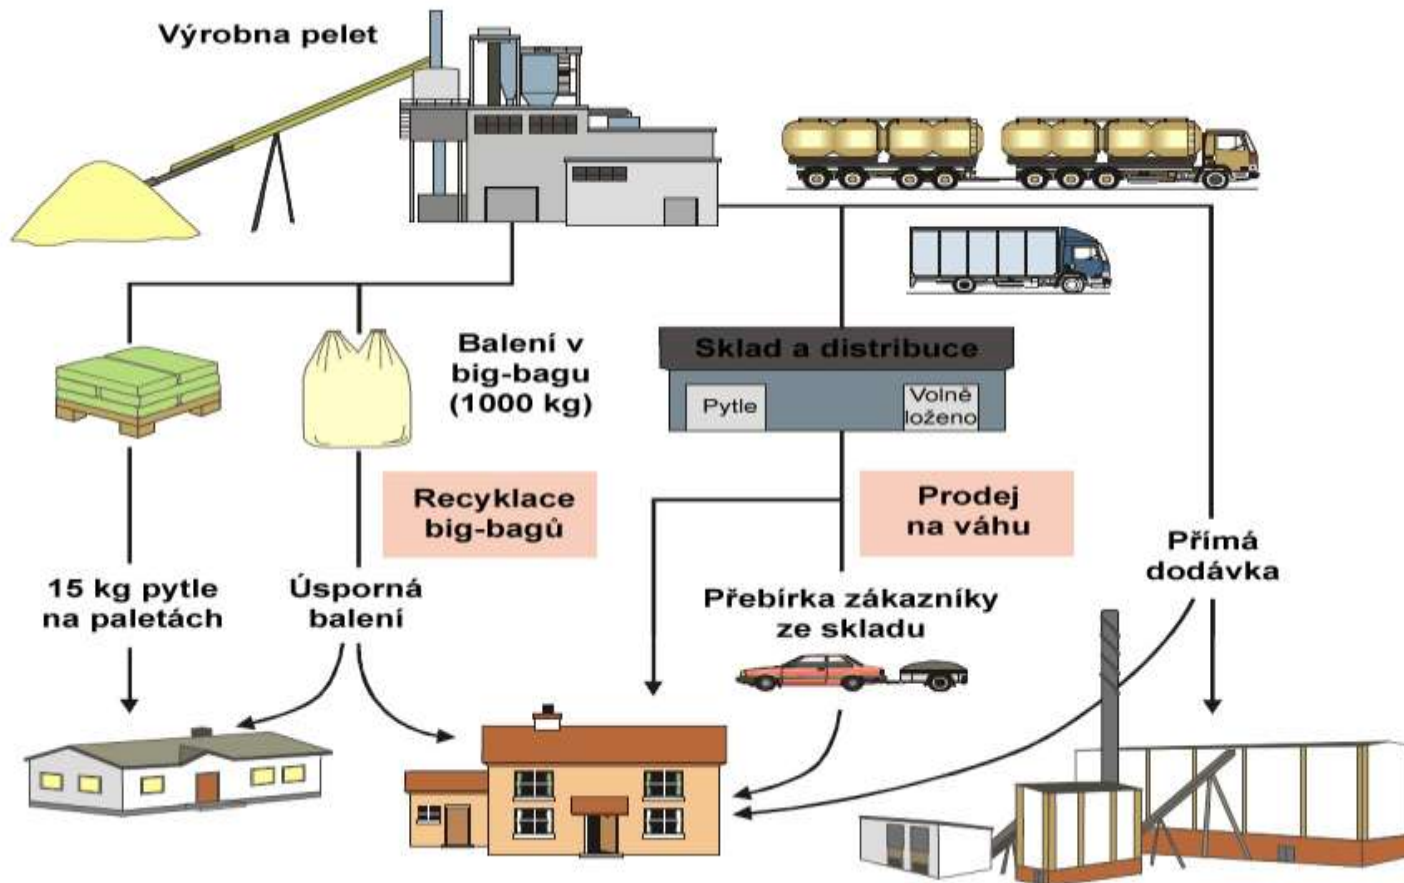 Výrobna pelet
Balení v
big-bagu
(1000 kg)
Sklad a distribuce
Pytle
Volně
loženo
Recyklace
big-bagů
Prodej
na váhu
Přímá
dodávka
15 kg pytle
na paletách
Úsporná
balení
Přebírka zákazníky
ze skladu